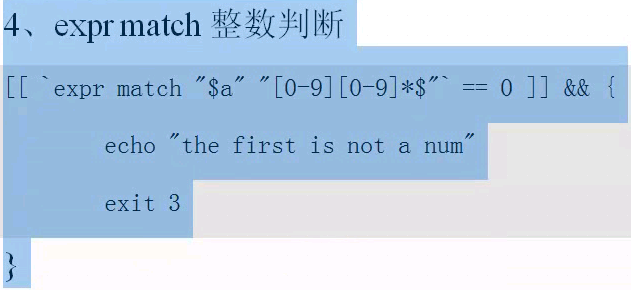 4、expr match 整数判断
[[ `expr match "$a" "[0-9][0-9]*$"` == 0 ]] && {
echo "the first is not a num"
exit 3
}